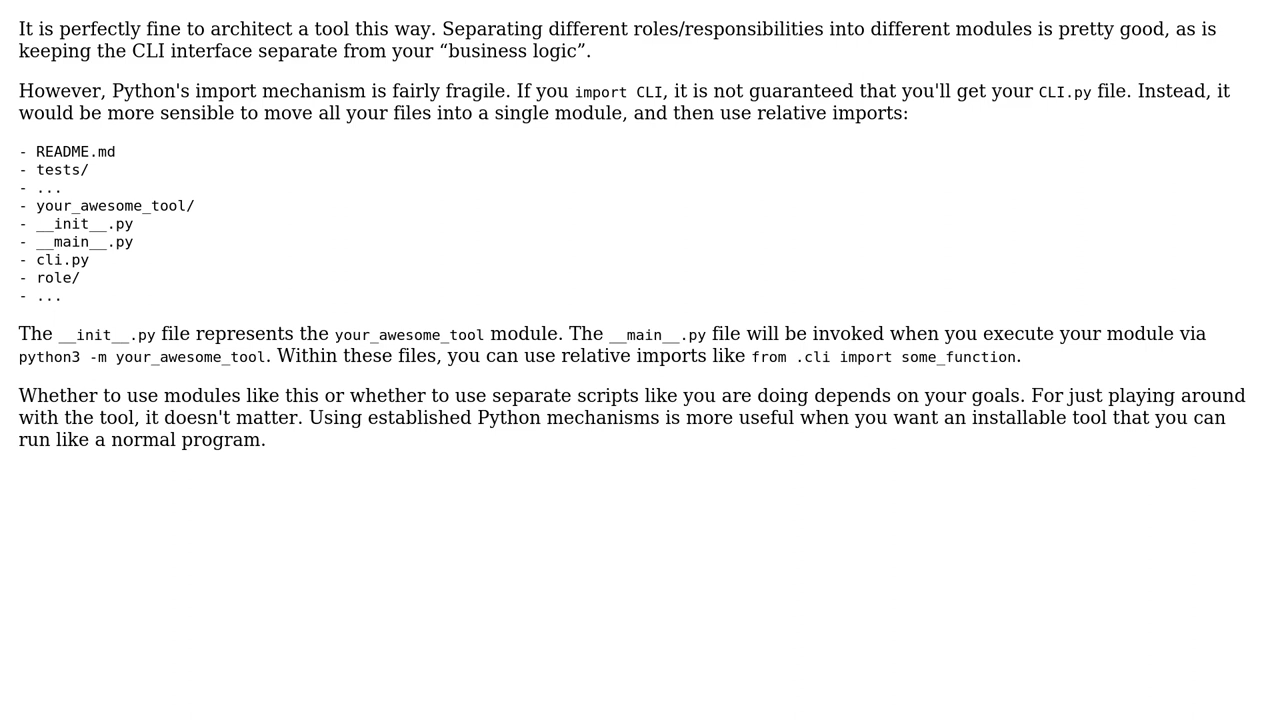 It is perfectly fine to architect a tool this way. Separating different roles/responsibilities into different modules is pretty good, as is
keeping the CLI interface separate from your “business logic”.
However, Python's import mechanism is fairly fragile. If you import CLI, it is not guaranteed that you'll get your CLI.py file. Instead, it
would be more sensible to move all your files into a single module, and then use relative imports:
- README.md
- tests/
- ...
- your_awesome_tool/
- __init__.py
- __main__.py
- cli.py
- role/
- ...
The __init__.py file represents the your_awesome_tool module. The __main__.py file will be invoked when you execute your module via
python3 -m your_awesome_tool. Within these files, you can use relative imports like from .cli import some_function.
Whether to use modules like this or whether to use separate scripts like you are doing depends on your goals. For just playing around
with the tool, it doesn't matter. Using established Python mechanisms is more useful when you want an installable tool that you can
run like a normal program.